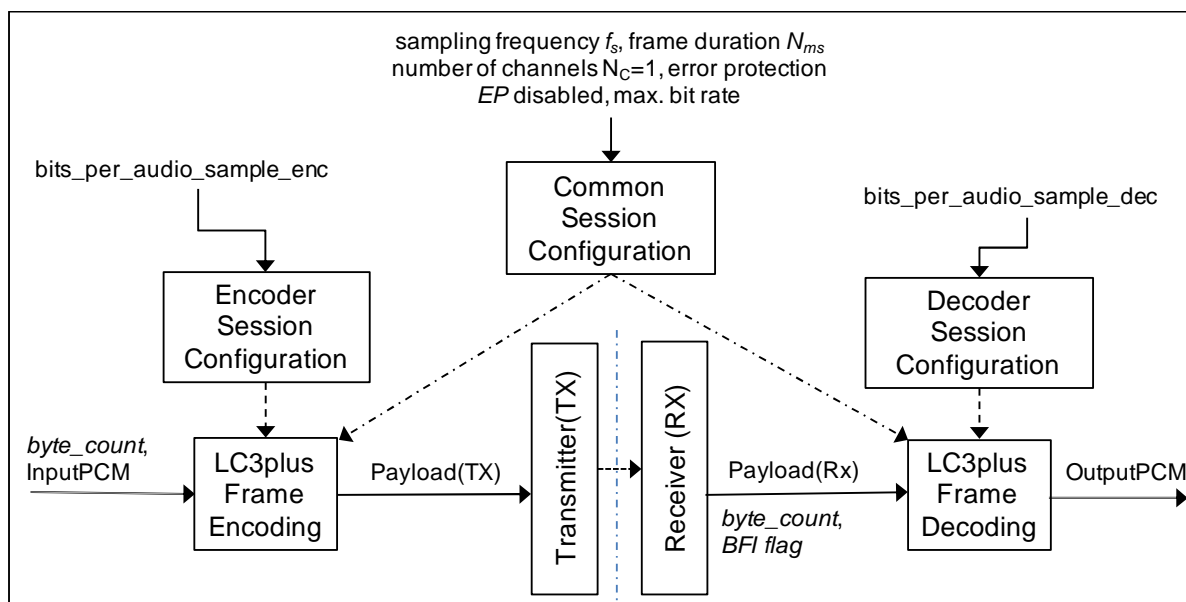 sampling frequency fs, frame duration Nms
number of channels NC=1, error protection
EP disabled, max. bit rate
bits_per_audio_sample_enc
Common
Session
Configuration
bits_per_audio_sample_dec
Encoder
Session
Configuration
Decoder
Session
Configuration
Transmitter(TX)
Receiver (RX)
byte_count,
InputPCM
LC3plus
Frame
Encoding
Payload(TX)
Payload(Rx)
byte_count,
BFI flag
LC3plus
Frame
Decoding
OutputPCM